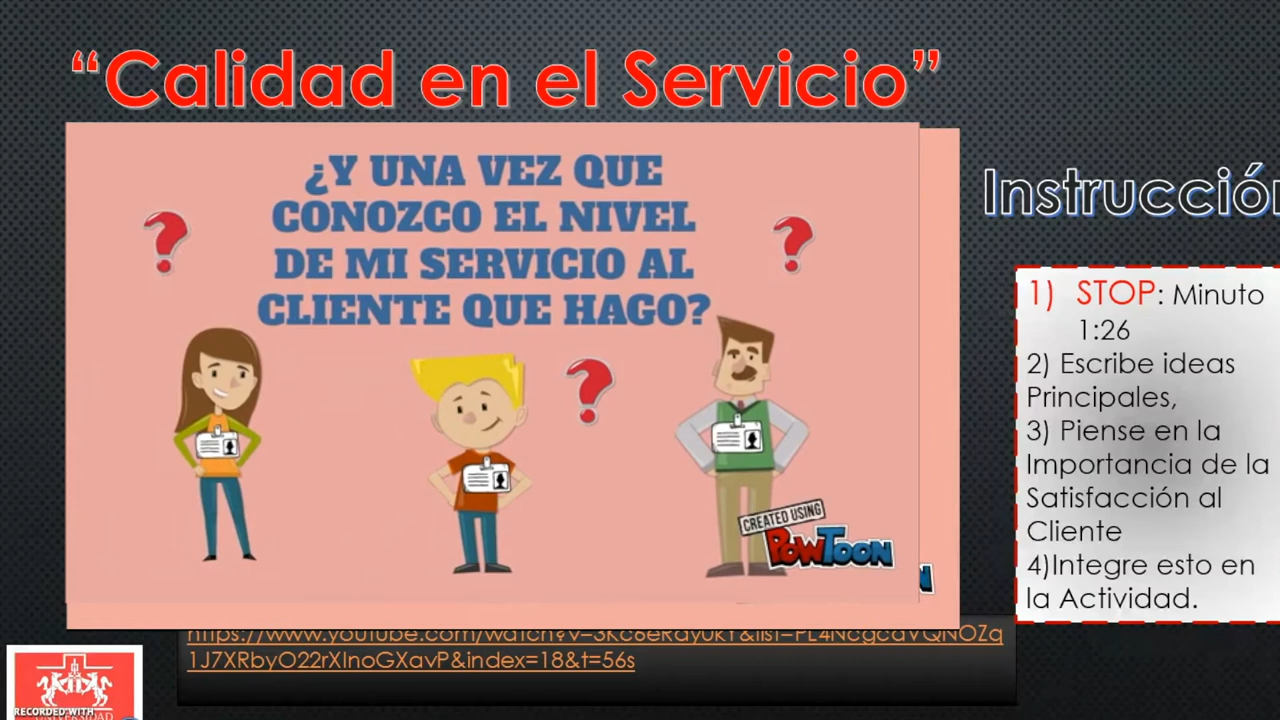 “Calidad en el Servicio”
¿Y UNA VEZ QUE
CONOZCO EL NIVEL
DE MI SERVICIO AL
CLIENTE QUE HAGO?
CREATED USING
POWTOON
Instrucción
1) STOP: Minuto
1:26
2) Escribe ideas
Principales,
3) Piense en la
Importancia de la
Satisfacción al
Cliente
4)Integre esto en
la Actividad.
1J7XRbyO22rXInoGXavP&index=18&t=56s
RECORDED WITH
UNIVERSIDAD